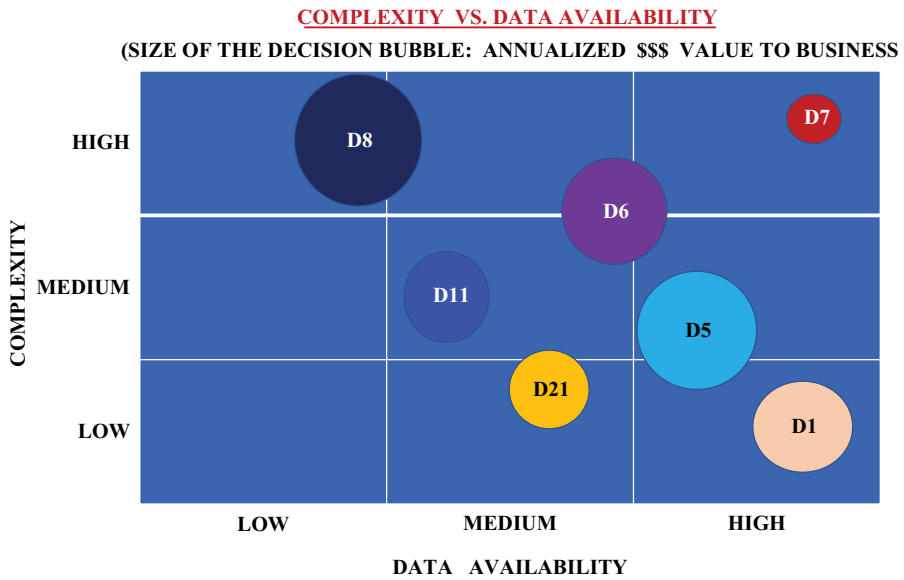 COMPLEXITY VS. DATA AVAILABILITY
(SIZE OF THE DECISION BUBBLE: ANNUALIZED $$$ VALUE TO BUSINESS
COMPLEXITY
HIGH
MEDIUM
LOW
D8
D7
D6
D11
D5
D21
D1
LOW
MEDIUM
HIGH
DATA AVAILABILITY